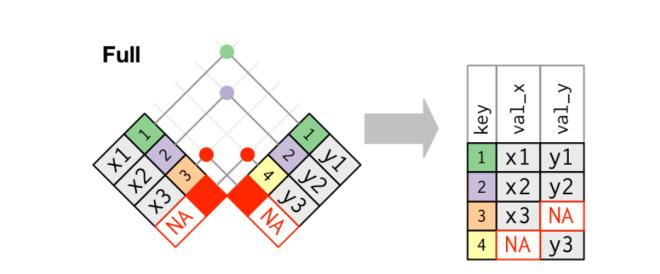 Full
1 1
x1 2 2 y1
x2 3 4 y2
x3 y3
NA NA
key val_x val_y
1 x1 y1
2 x2 y2
3 x3 NA
4 NA y3